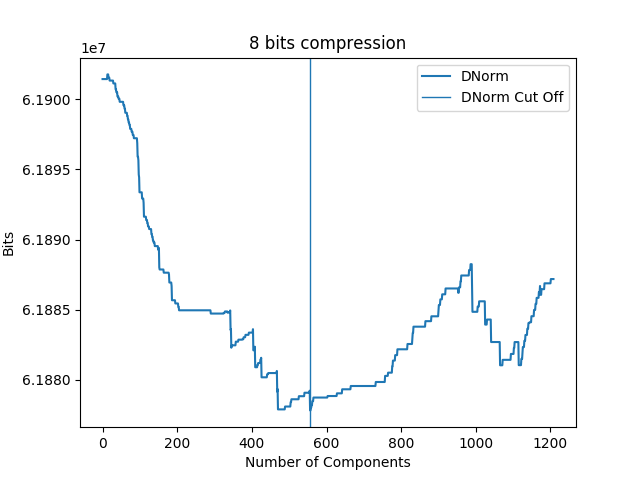 8 bits compression
1e7
DNorm
DNorm Cut Off
6.1900
6.1895
6.1890
6.1885
6.1880
Bits
0 200 400 600 800 1000 1200
Number of Components